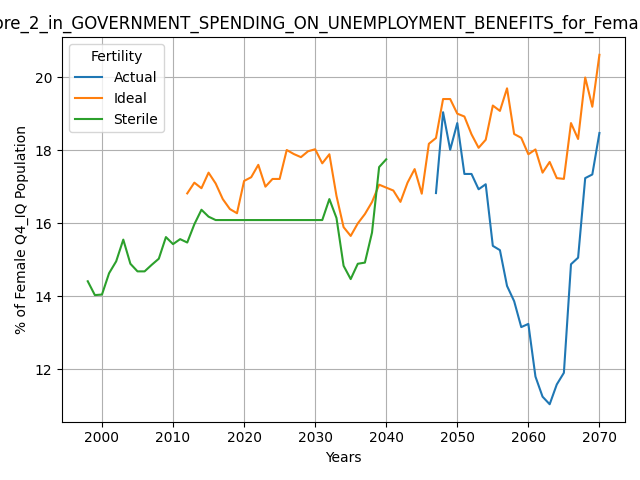 ore_2_in_GOVERNMENT_SPENDING_ON_UNEMPLOYMENT_BENEFITS_for_Fema
Fertility
Actual
Ideal
Sterile
% of Female Q4_IQ Population
20
18
16
14
12
2000 2010 2020 2030 2040 2050 2060 2070
Years